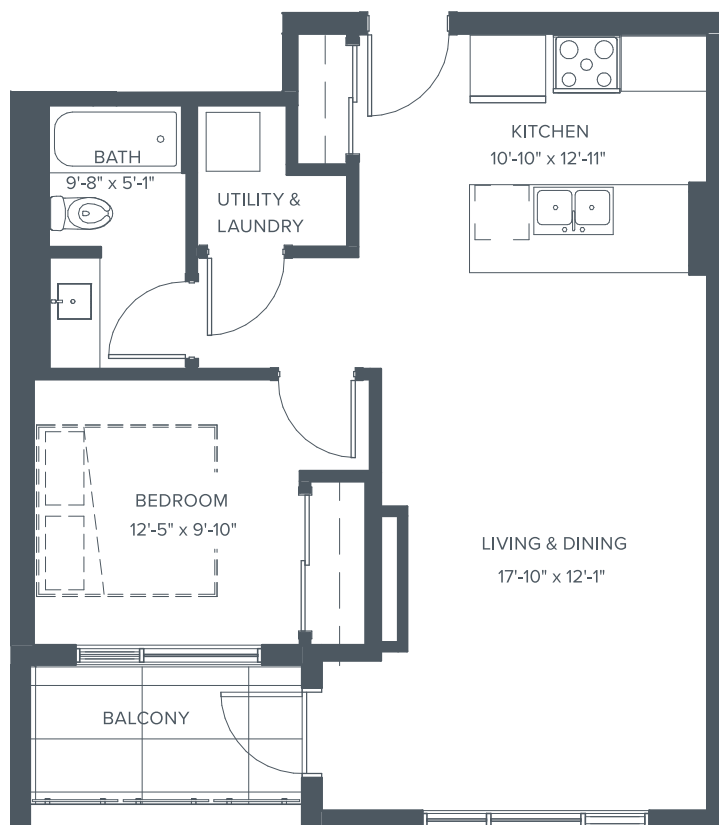 KITCHEN
10'-10" x 12'-11"
BATH
9'-8" x 5'-1"
UTILITY &
LAUNDRY
BEDROOM
12'-5" x 9'-10"
LIVING & DINING
17'-10" x 12'-1"
BALCONY